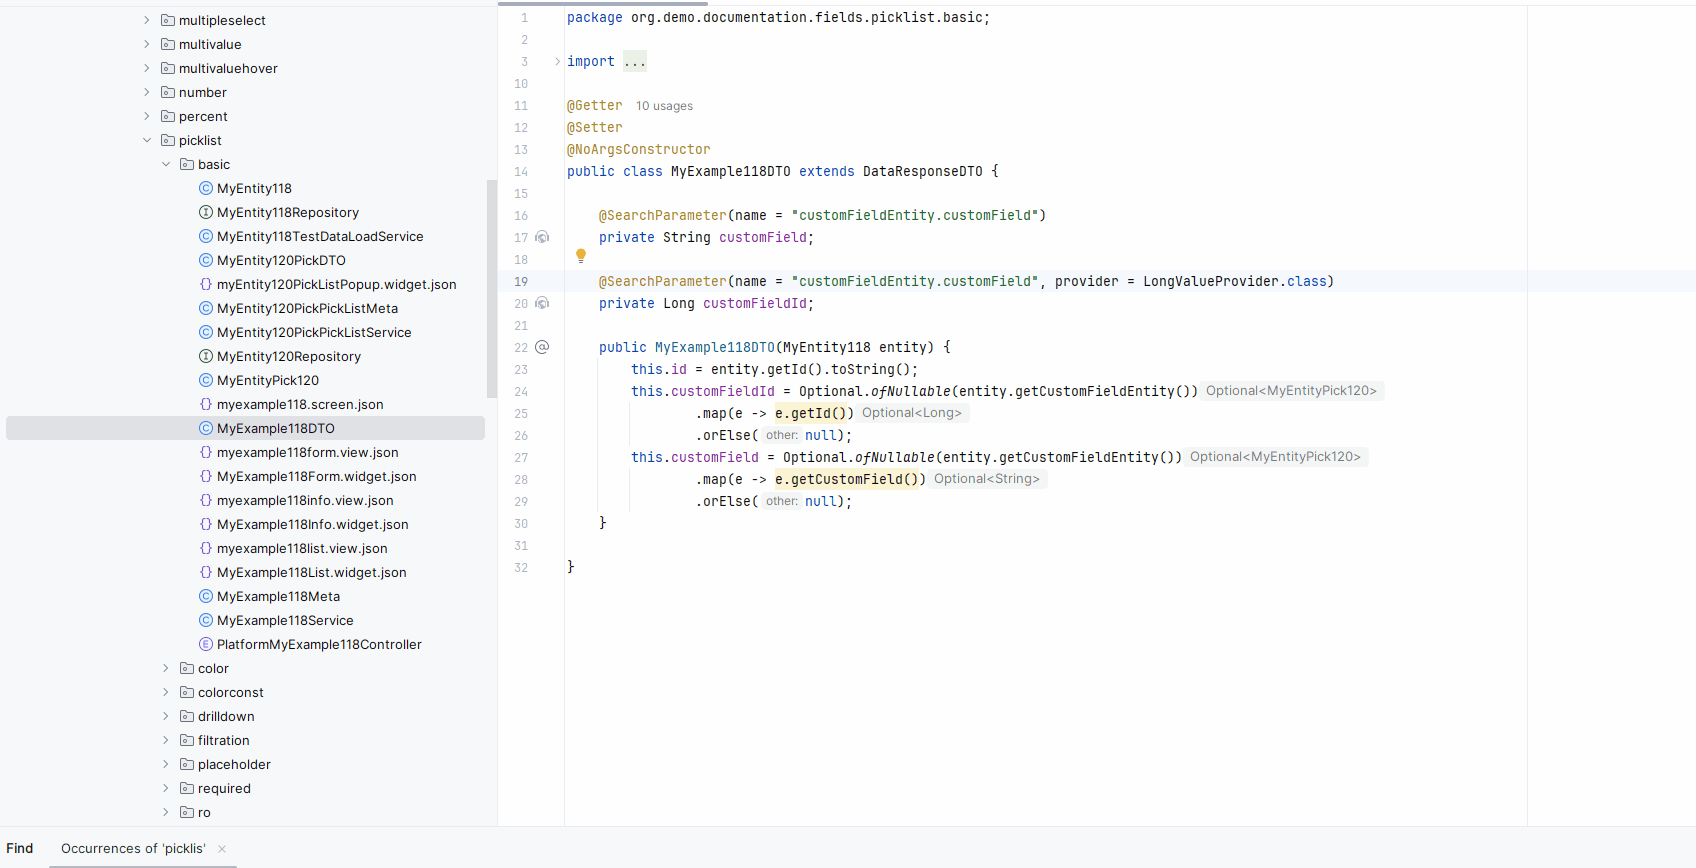 multipleselect
multivalue
multivaluehover
number
percent
picklist
basic
MyEntity118
MyEntity118Repository
MyEntity118TestDataLoadService
MyEntity120PickDTO
myEntity120PickListPopup.widget.json
MyEntity120PickPickListMeta
MyEntity120PickPickListService
MyEntity120Repository
MyEntityPick120
myexample118.screen.json
MyExample118DTO
myexample118form.view.json
MyExample118Form.widget.json
myexample118info.view.json
MyExample118Info.widget.json
myexample118list.view.json
MyExample118List.widget.json
MyExample118Meta
MyExample118Service
PlatformMyExample118Controller
color
colorconst
drilldown
filtration
placeholder
required
ro
1 package org.demo.documentation.fields.picklist.basic;
2
3 import ...
10
11 @Getter 10 usages
12 @Setter
13 @NoArgsConstructor
14 public class MyExample118DTO extends DataResponseDTO {
15
16 @SearchParameter(name = "customFieldEntity.customField")
17 private String customField;
18
19 @SearchParameter(name = "customFieldEntity.customField", provider = LongValueProvider.class)
20 private Long customFieldId;
21
22 public MyExample118DTO(MyEntity118 entity) {
23 this.id = entity.getId().toString();
24 this.customFieldId = Optional.ofNullable(entity.getCustomFieldEntity()) Optional<MyEntityPick120>
25 .map(e -> e.getId()) Optional<Long>
26 .orElse( other: null);
27 this.customField = Optional.ofNullable(entity.getCustomFieldEntity()) Optional<MyEntityPick120>
28 .map(e -> e.getCustomField()) Optional<String>
29 .orElse( other: null);
30 }
31
32 }
Find Occurrences of 'picklis' ×